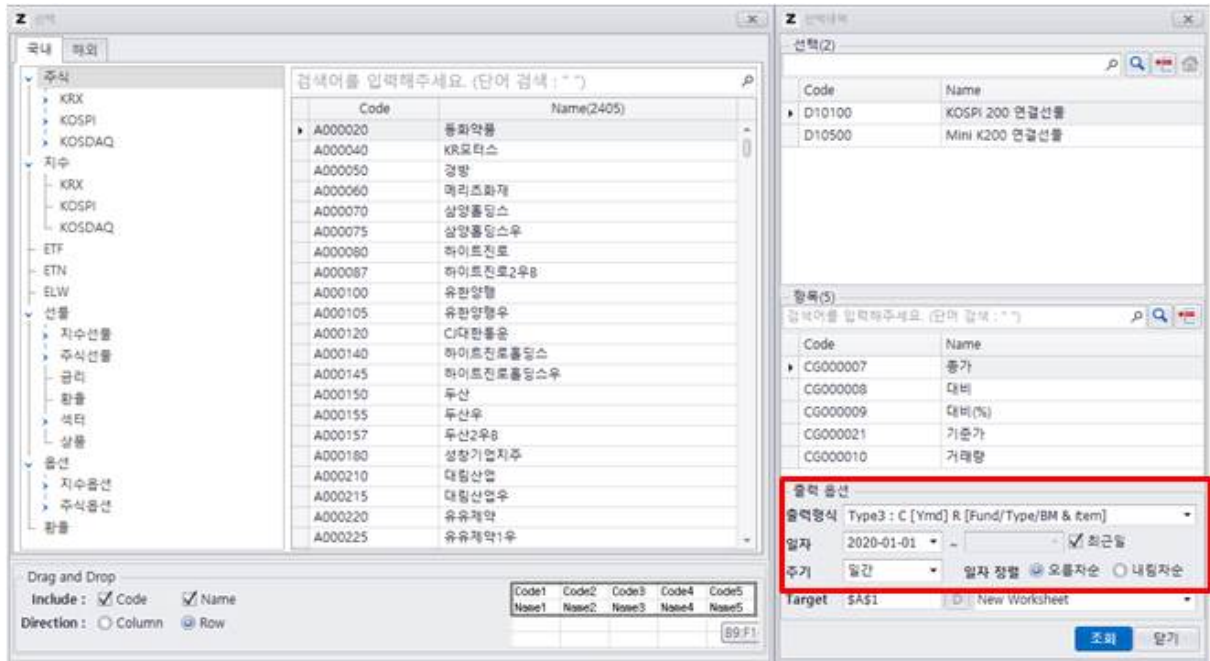 Z 선택
국내 해외
주식
KRX
KOSPI
KOSDAQ
지수
KRX
KOSPI
KOSDAQ
ETF
ETN
ELW
선물
지수선물
주식선물
금리
환율
섹터
상품
옵션
지수옵션
주식옵션
환율
검색어를 입력해주세요. (단어 검색 : " ")
Code Name(2405)
A000020 동화약품
A000040 KR모터스
A000050 경방
A000060 메리츠화재
A000070 삼양홀딩스
A000075 삼양홀딩스우
A000080 하이트진로
A000087 하이트진로2우B
A000100 유한양행
A000105 유한양행우
A000120 CJ대한통운
A000140 하이트진로홀딩스
A000145 하이트진로홀딩스우
A000150 두산
A000155 두산우
A000157 두산2우B
A000180 성창기업지주
A000210 대림산업
A000215 대림산업우
A000220 유유제약
A000225 유유제약1우
Drag and Drop
Include : Code Name
Direction : Column Row
Code1 Code2 Code3 Code4 Code5
Name1 Name2 Name3 Name4 Name5
B9:F1
Z 선택내역
선택(2)
Code Name
D10100 KOSPI 200 연결선물
D10500 Mini K200 연결선물
항목(5)
검색어를 입력해주세요. (단어 검색 : " ")
Code Name
CG000007 종가
CG000008 대비
CG000009 대비(%)
CG000021 기준가
CG000010 거래량
출력 옵션
출력형식 Type3 : C [Ymd] R [Fund/Type/BM & item]
일자 2020-01-01 ~ 최근일
주기 일간 일자 정렬 오름차순 내림차순
Target $A$1 D New Worksheet
조회 닫기